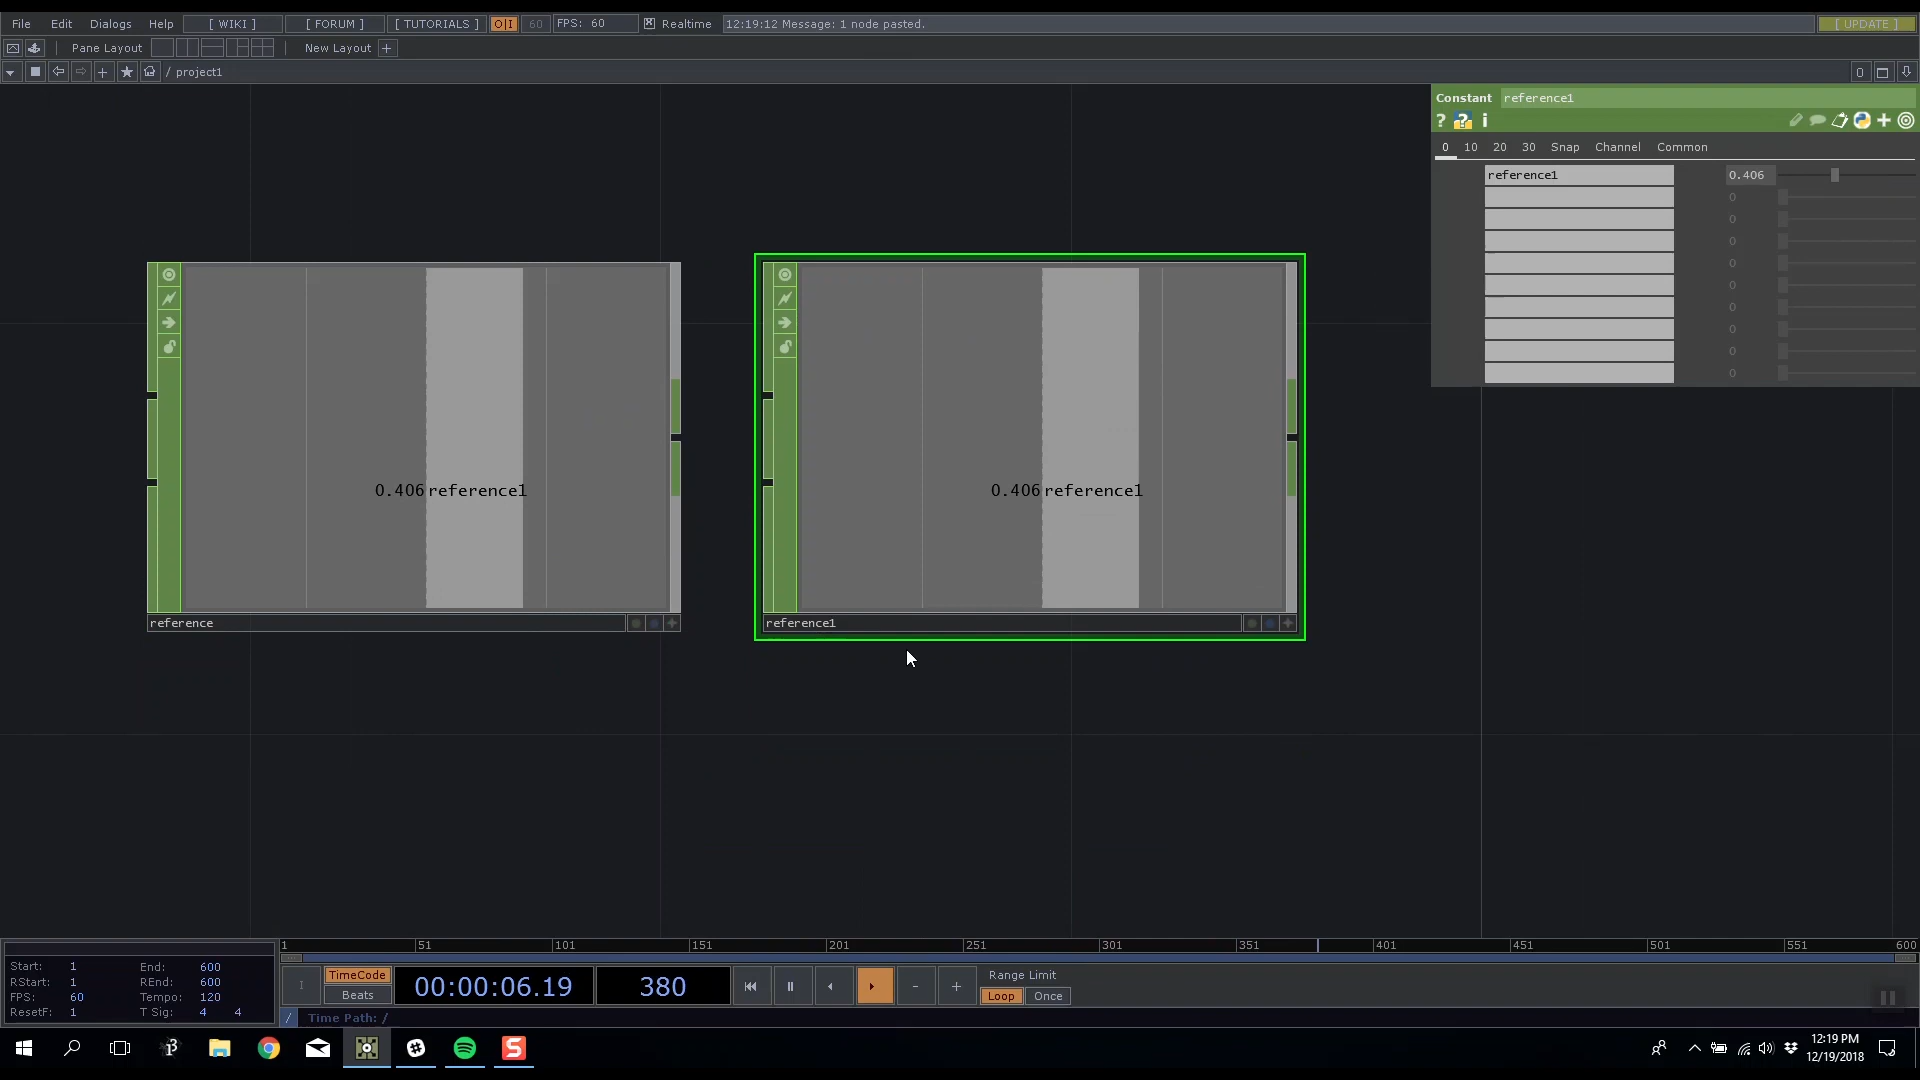 File Edit Dialogs Help [ WIKI ] [ FORUM ] [ TUTORIALS ] O|I 60 FPS: 60 Realtime 12:19:12 Message: 1 node pasted. [ UPDATE ]
Pane Layout New Layout +
/ project1 0
Constant reference1
? ? i
0 10 20 30 Snap Channel Common
reference1 0.406
0
0
0
0
0
0
0
0
0
0.406 reference1
0.406 reference1
reference
reference1
1 51 101 151 201 251 301 351 401 451 501 551 600
Start: 1 End: 600
RStart: 1 REnd: 600
FPS: 60 Tempo: 120
ResetF: 1 T Sig: 4 4
TimeCode
Beats
00:00:06.19
380
- +
Range Limit
Loop Once
/ Time Path: /
12:19 PM
12/19/2018